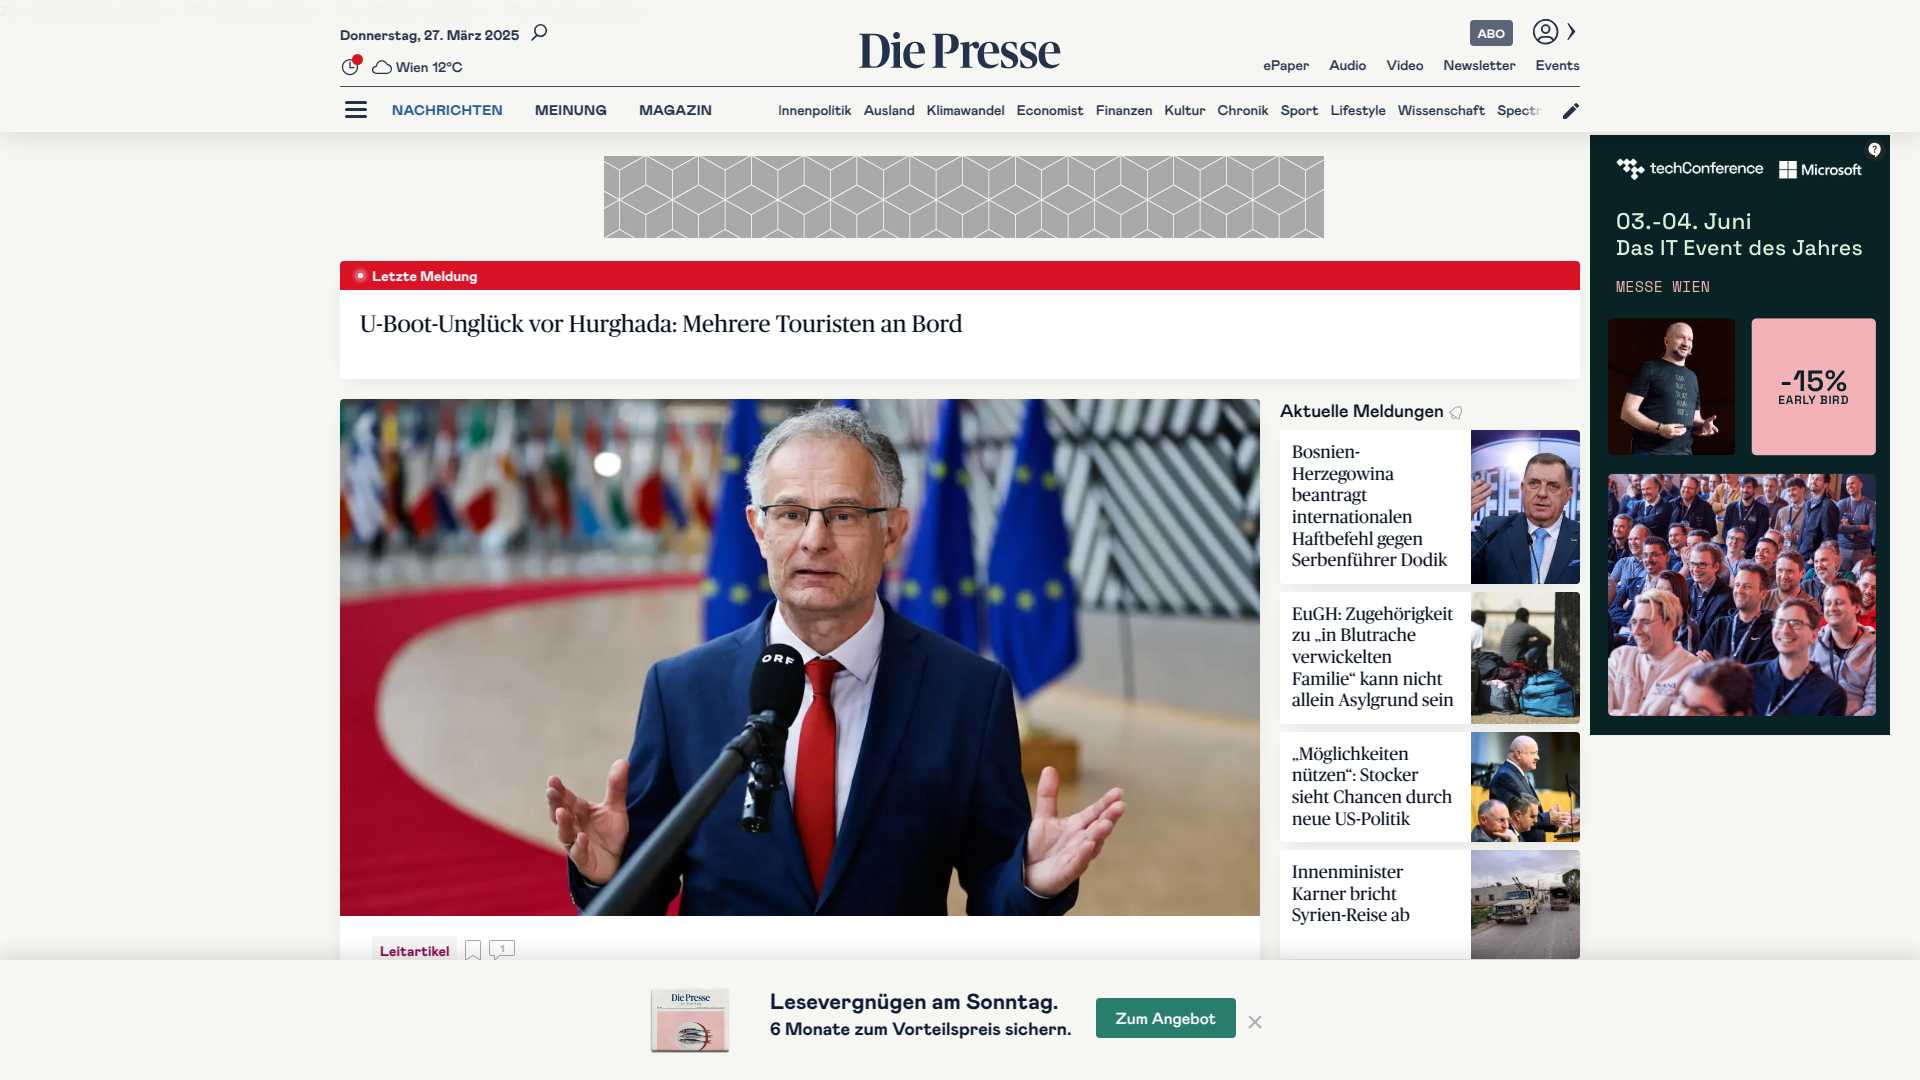 Donnerstag, 27. März 2025
Die Presse
ABO
Wien 12°C
ePaper Audio Video Newsletter Events
NACHRICHTEN MEINUNG MAGAZIN
Innenpolitik Ausland Klimawandel Economist Finanzen Kultur Chronik Sport Lifestyle Wissenschaft Spectr
Letzte Meldung
U-Boot-Unglück vor Hurghada: Mehrere Touristen an Bord
ORF
Leitartikel
1
Aktuelle Meldungen
Bosnien-
Herzegowina
beantragt
internationalen
Haftbefehl gegen
Serbenführer Dodik
EuGH: Zugehörigkeit
zu „in Blutrache
verwickelten
Familie“ kann nicht
allein Asylgrund sein
„Möglichkeiten
nützen“: Stocker
sieht Chancen durch
neue US-Politik
Innenminister
Karner bricht
Syrien-Reise ab
techConference Microsoft
03.-04. Juni
Das IT Event des Jahres
MESSE WIEN
-15%
EARLY BIRD
Die Presse
Lesevergnügen am Sonntag.
6 Monate zum Vorteilspreis sichern.
Zum Angebot